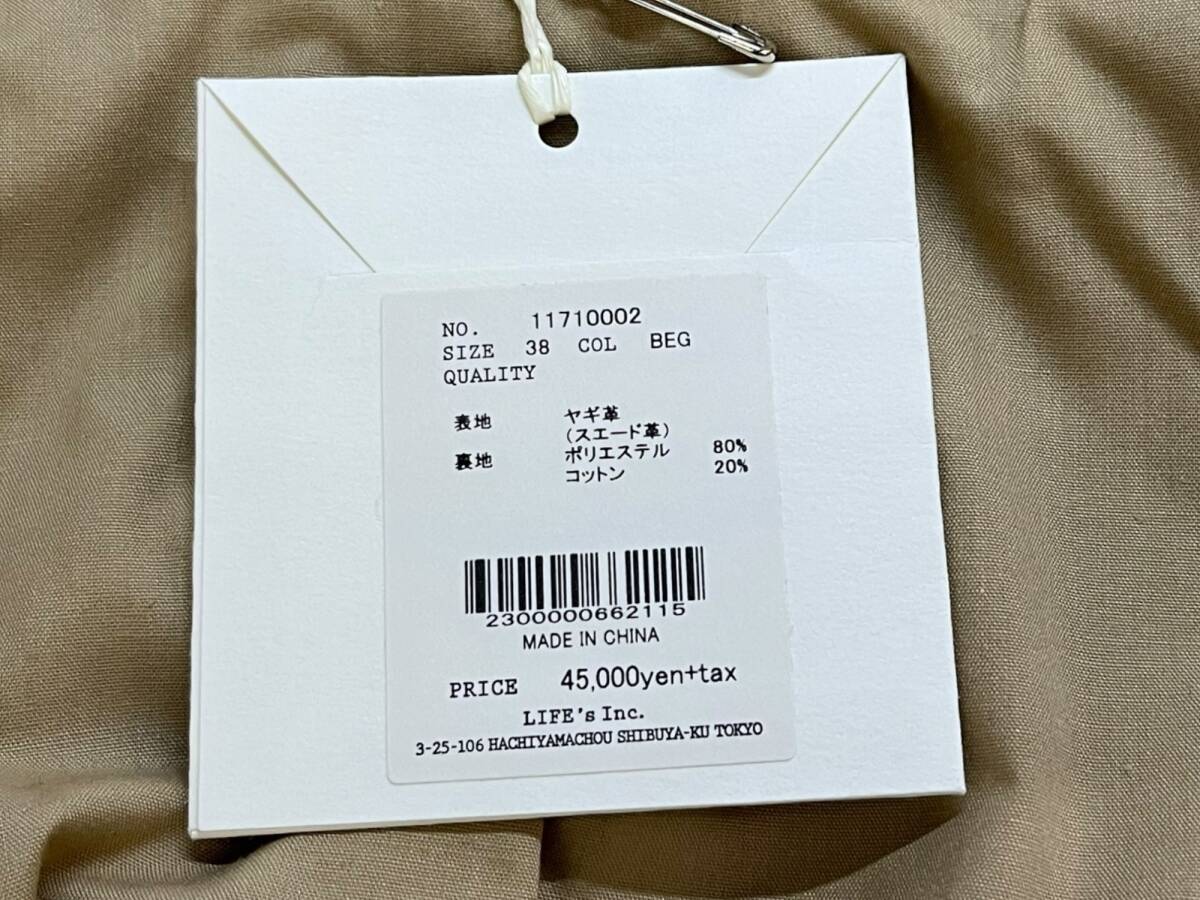 NO. 11710002
SIZE 38 COL BEG
QUALITY
表地 ヤギ革
(スエード革)
裏地 ポリエステル 80%
コットン 20%
2300000662115
MADE IN CHINA
PRICE 45,000yen+tax
LIFE's Inc.
3-25-106 HACHIYAMACHOU SHIBUYA-KU TOKYO